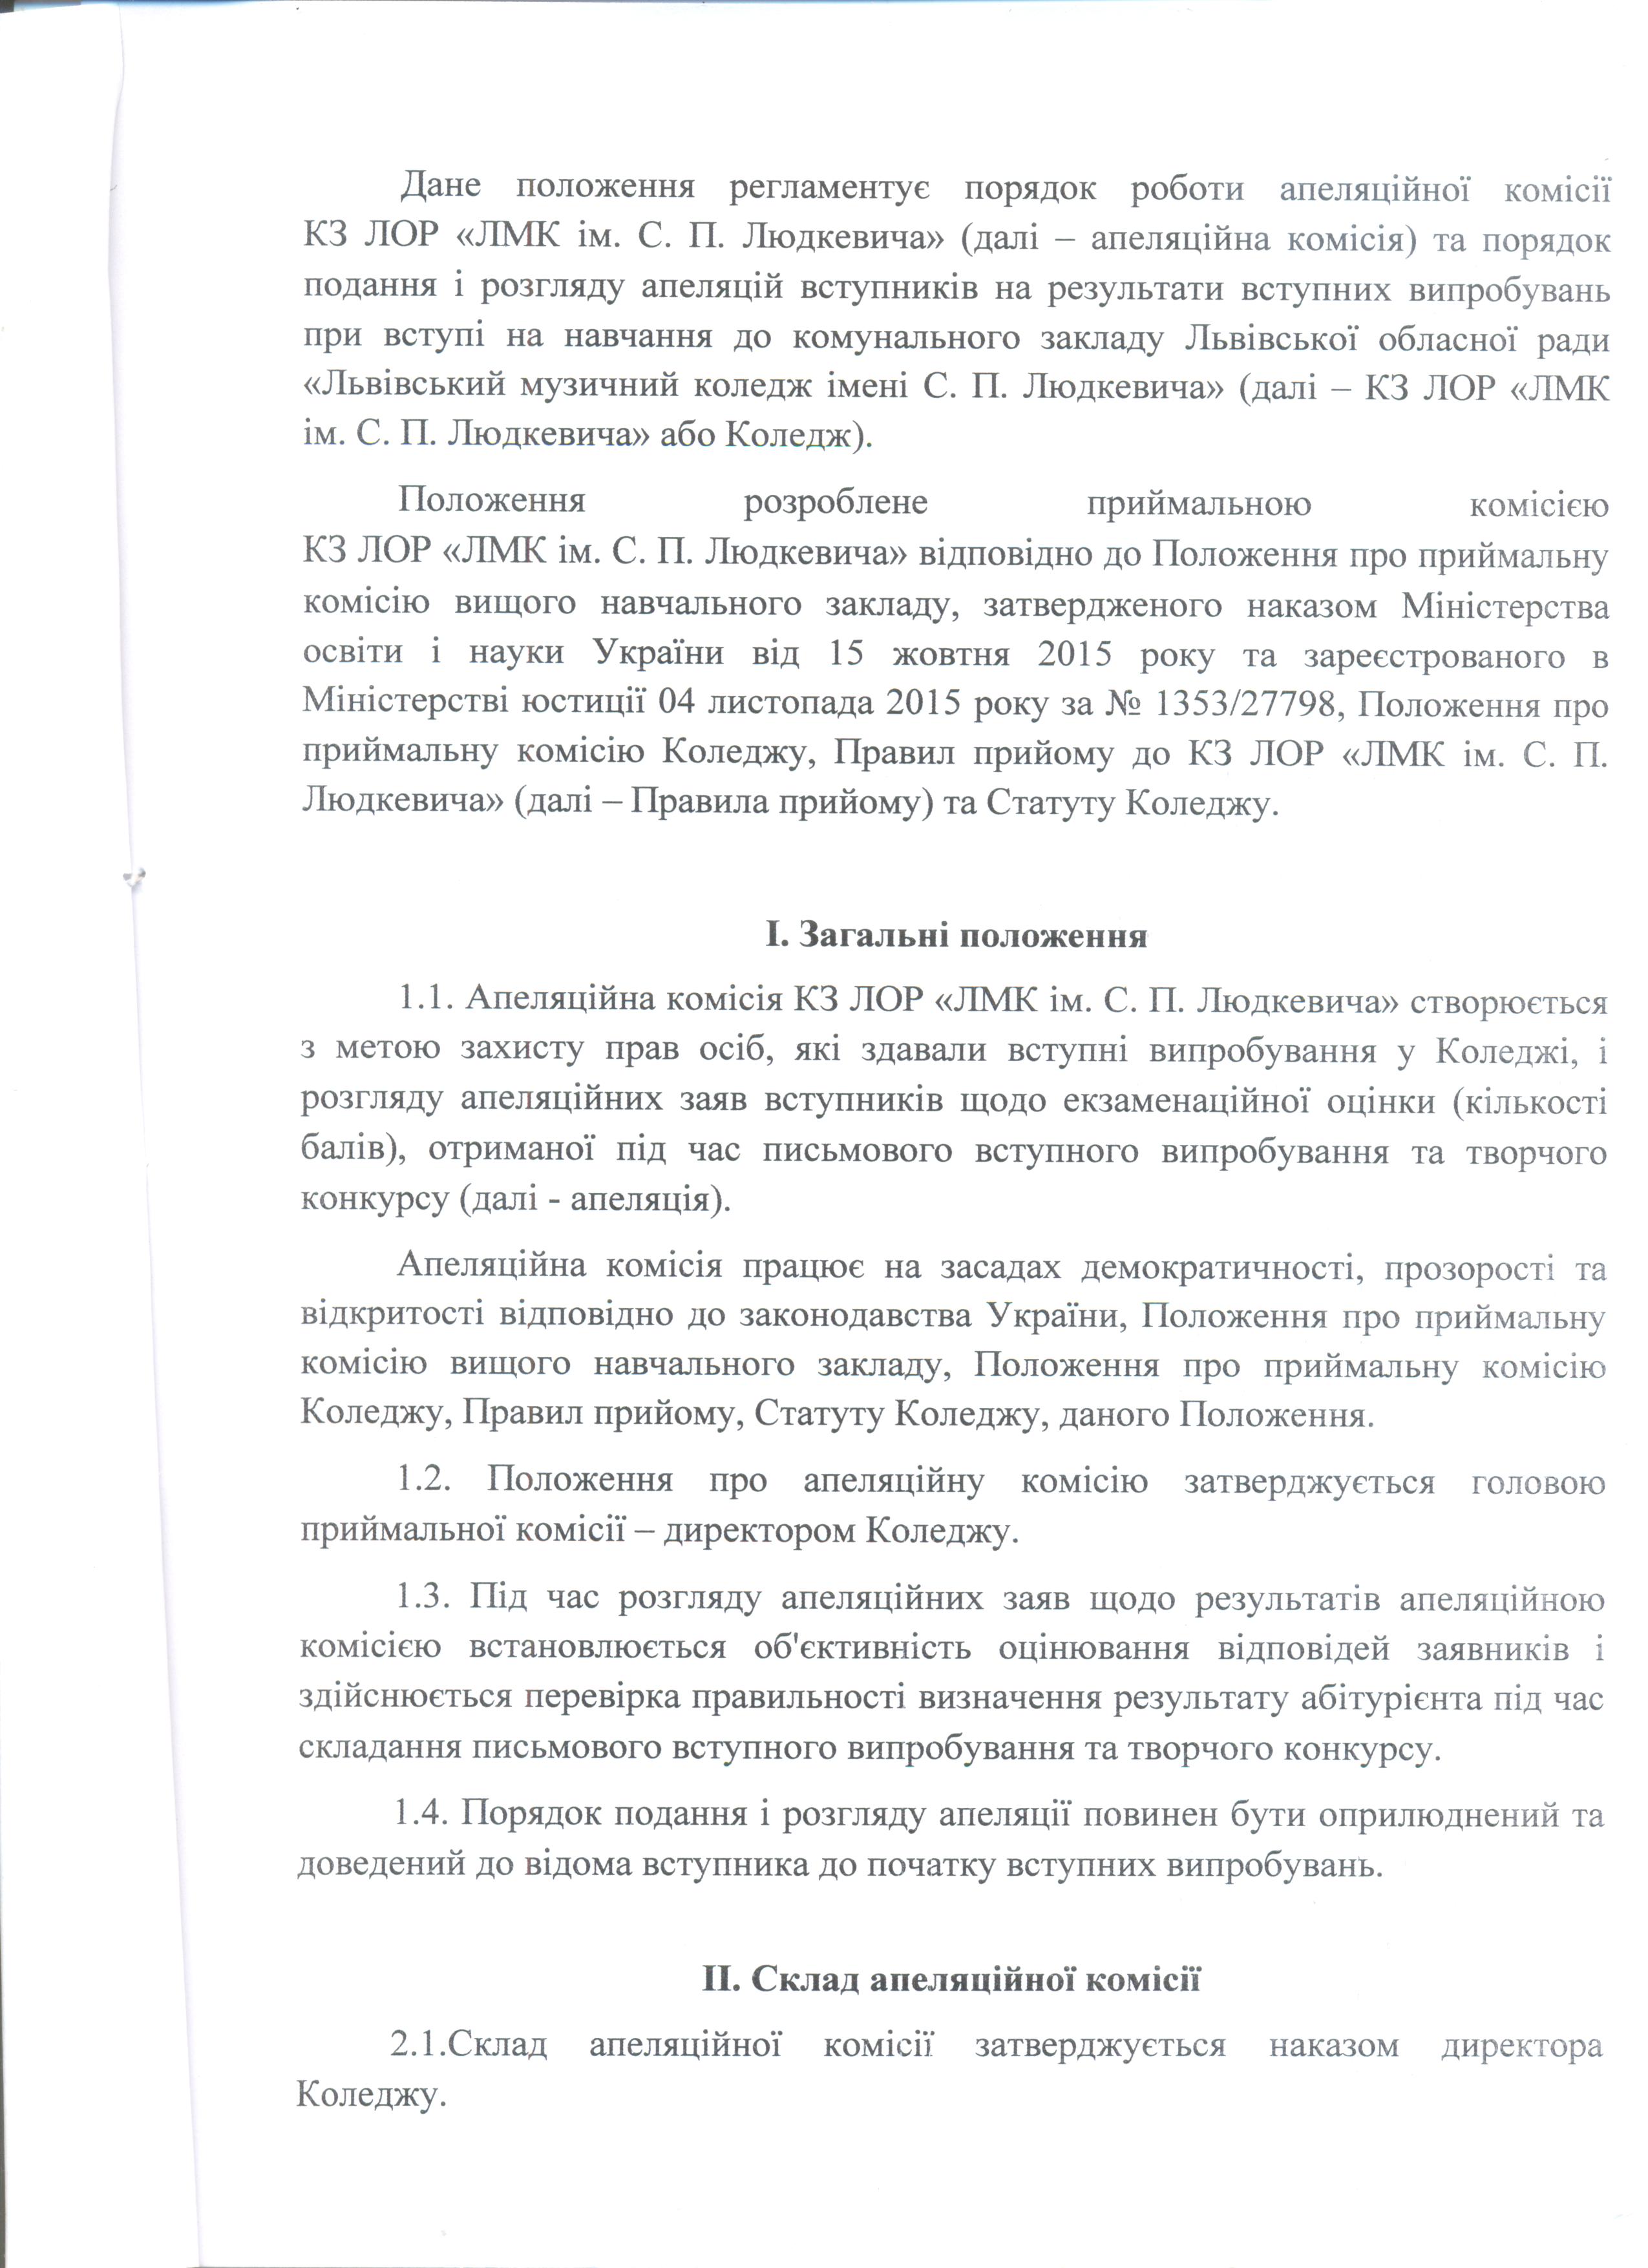 Дане положення регламентує порядок роботи апеляційної комісії
КЗ ЛОР «ЛМК ім. С. П. Людкевича» (далі – апеляційна комісія) та порядок
подання і розгляду апеляцій вступників на результати вступних випробувань
при вступі на навчання до комунального закладу Львівської обласної ради
«Львівський музичний коледж імені С. П. Людкевича» (далі – КЗ ЛОР «ЛМК
ім. С. П. Людкевича» або Коледж).
Положення розроблене приймальною комісією
КЗ ЛОР «ЛМК ім. С. П. Людкевича» відповідно до Положення про приймальну
комісію вищого навчального закладу, затвердженого наказом Міністерства
освіти і науки України від 15 жовтня 2015 року та зареєстрованого в
Міністерстві юстиції 04 листопада 2015 року за № 1353/27798, Положення про
приймальну комісію Коледжу, Правил прийому до КЗ ЛОР «ЛМК ім. С. П.
Людкевича» (далі – Правила прийому) та Статуту Коледжу.
І. Загальні положення
1.1. Апеляційна комісія КЗ ЛОР «ЛМК ім. С. П. Людкевича» створюється
з метою захисту прав осіб, які здавали вступні випробування у Коледжі, і
розгляду апеляційних заяв вступників щодо екзаменаційної оцінки (кількості
балів), отриманої під час письмового вступного випробування та творчого
конкурсу (далі - апеляція).
Апеляційна комісія працює на засадах демократичності, прозорості та
відкритості відповідно до законодавства України, Положення про приймальну
комісію вищого навчального закладу, Положення про приймальну комісію
Коледжу, Правил прийому, Статуту Коледжу, даного Положення.
1.2. Положення про апеляційну комісію затверджується головою
приймальної комісії – директором Коледжу.
1.3. Під час розгляду апеляційних заяв щодо результатів апеляційною
комісією встановлюється об'єктивність оцінювання відповідей заявників і
здійснюється перевірка правильності визначення результату абітурієнта під час
складання письмового вступного випробування та творчого конкурсу.
1.4. Порядок подання і розгляду апеляції повинен бути оприлюднений та
доведений до відома вступника до початку вступних випробувань.
ІІ. Склад апеляційної комісії
2.1.Склад апеляційної комісії затверджується наказом директора
Коледжу.